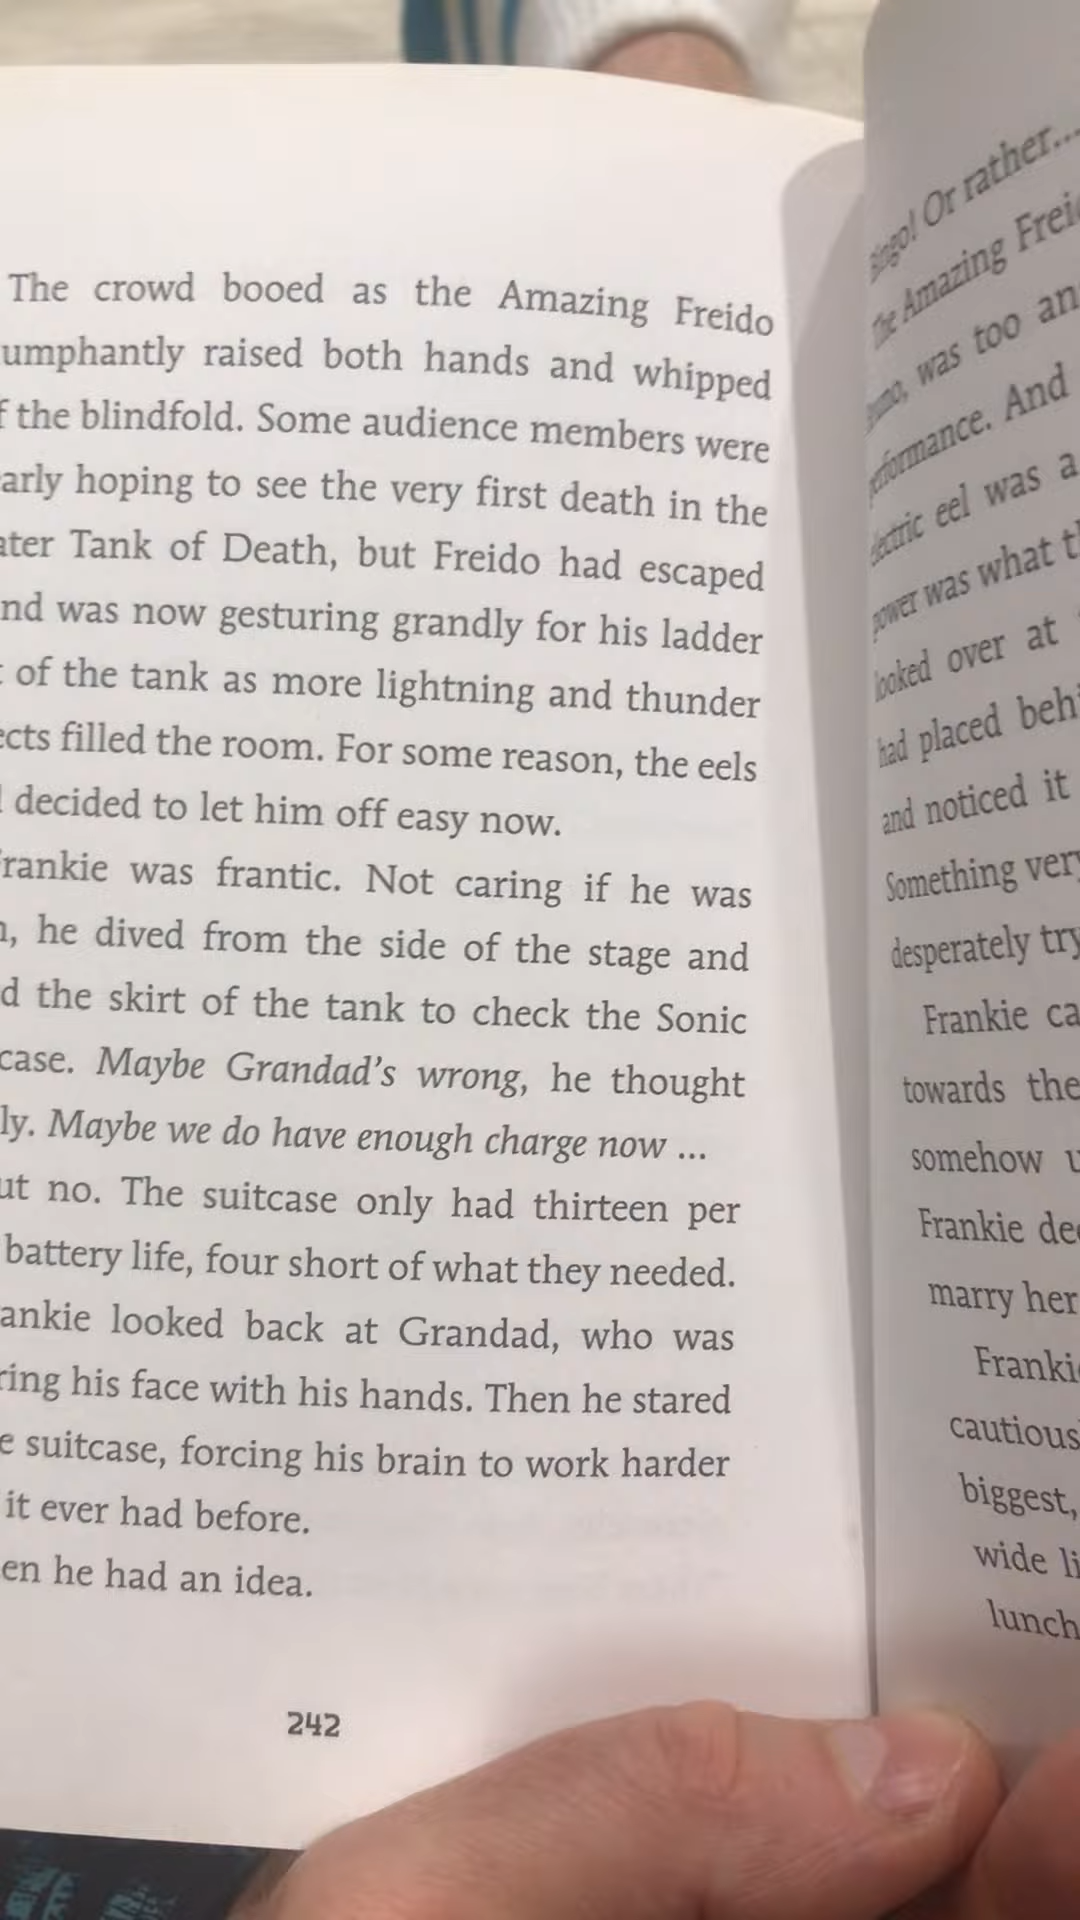 The crowd booed as the Amazing Freido
umphantly raised both hands and whipped
f the blindfold. Some audience members were
arly hoping to see the very first death in the
ater Tank of Death, but Freido had escaped
nd was now gesturing grandly for his ladder
of the tank as more lightning and thunder
ects filled the room. For some reason, the eels
decided to let him off easy now.
rankie was frantic. Not caring if he was
, he dived from the side of the stage and
d the skirt of the tank to check the Sonic
case. Maybe Grandad's wrong, he thought
ly. Maybe we do have enough charge now ...
ut no. The suitcase only had thirteen per
battery life, four short of what they needed.
ankie looked back at Grandad, who was
ring his face with his hands. Then he stared
e suitcase, forcing his brain to work harder
it ever had before.
en he had an idea.
242
Bingo! Or rather...
The Amazing Frei
was too an
performance. And
electric eel was a
power was what t
looked over at
had placed behi
and noticed it
Something very
desperately try
Frankie ca
towards the
somehow u
Frankie de
marry her
Franki
cautious
biggest,
wide li
lunch